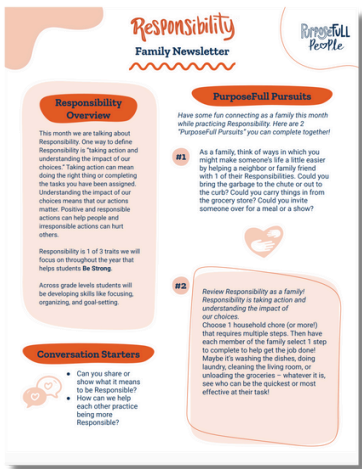 Responsibility
Family Newsletter
PurposeFull
People
Responsibility
Overview
This month we are talking about
Responsibility. One way to define
Responsibility is “taking action and
understanding the impact of our
choices.” Taking action can mean
doing the right thing or completing
the tasks you have been assigned.
Understanding the impact of our
choices means that our actions
matter. Positive and responsible
actions can help people and
irresponsible actions can hurt
others.
Responsibility is 1 of 3 traits we will
focus on throughout the year that
helps students Be Strong.
Across grade levels students will
be developing skills like focusing,
organizing, and goal-setting.
Conversation Starters
● Can you share or
show what it means
to be Responsible?
● How can we help
each other practice
being more
Responsible?
PurposeFull Pursuits
Have some fun connecting as a family this month
while practicing Responsibility. Here are 2
“PurposeFull Pursuits” you can complete together!
#1
As a family, think of ways in which you
might make someone’s life a little easier
by helping a neighbor or family friend
with 1 of their Responsibilities. Could you
bring the garbage to the chute or out to
the curb? Could you carry things in from
the grocery store? Could you invite
someone over for a meal or a show?
#2
Review Responsibility as a family!
Responsibility is taking action and
understanding the impact of
our choices.
Choose 1 household chore (or more!)
that requires multiple steps. Then have
each member of the family select 1 step
to complete to help get the job done!
Maybe it’s washing the dishes, doing
laundry, cleaning the living room, or
unloading the groceries – whatever it is,
see who can be the quickest or most
effective at their task!